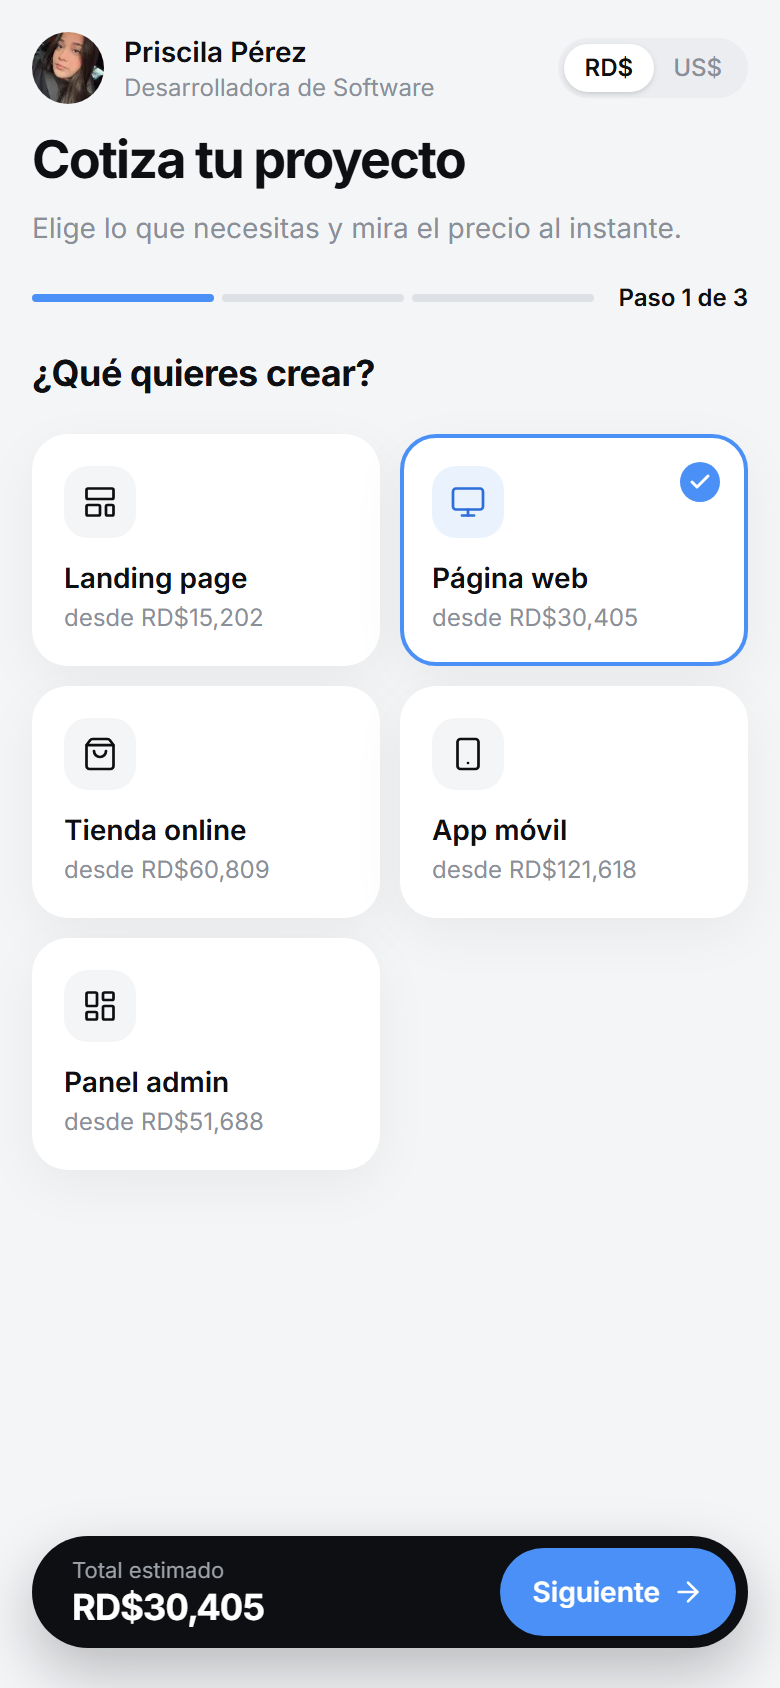 Priscila Pérez
Desarrolladora de Software
RD$ US$
Cotiza tu proyecto
Elige lo que necesitas y mira el precio al instante.
Paso 1 de 3
¿Qué quieres crear?
Landing page
desde RD$15,202
Página web
desde RD$30,405
Tienda online
desde RD$60,809
App móvil
desde RD$121,618
Panel admin
desde RD$51,688
Total estimado
RD$30,405
Siguiente